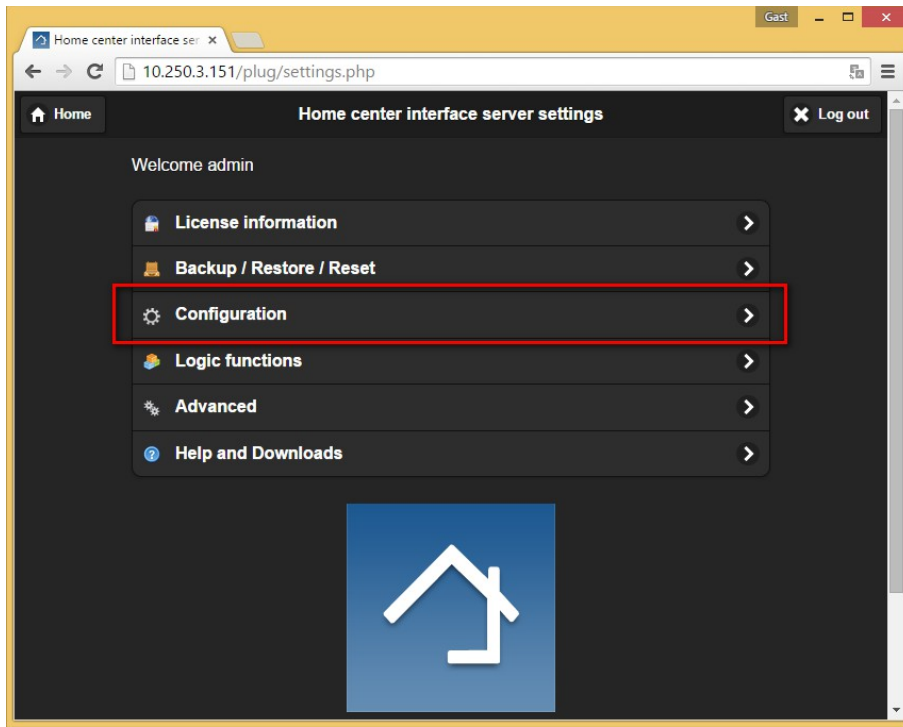 Gast
Home center interface ser
10.250.3.151/plug/settings.php
Home
Home center interface server settings
Log out
Welcome admin
License information
Backup / Restore / Reset
Configuration
Logic functions
Advanced
Help and Downloads